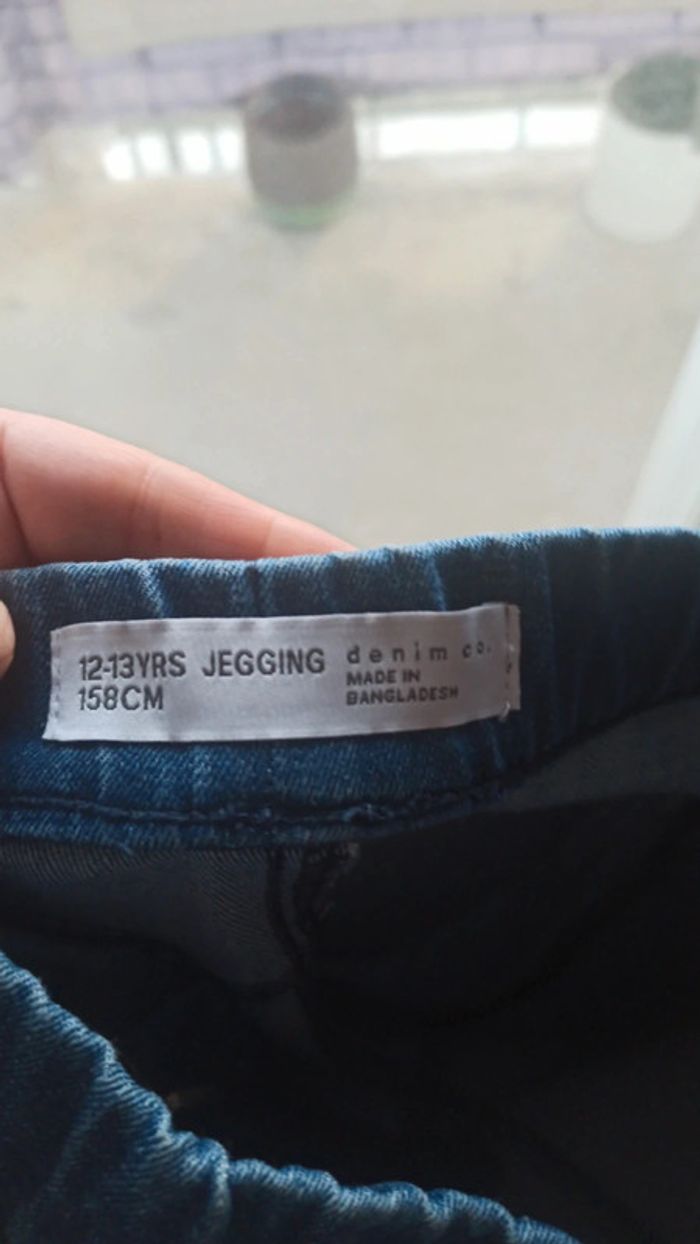 12-13YRS JEGGING denim co.
158CM MADE IN
BANGLADESH